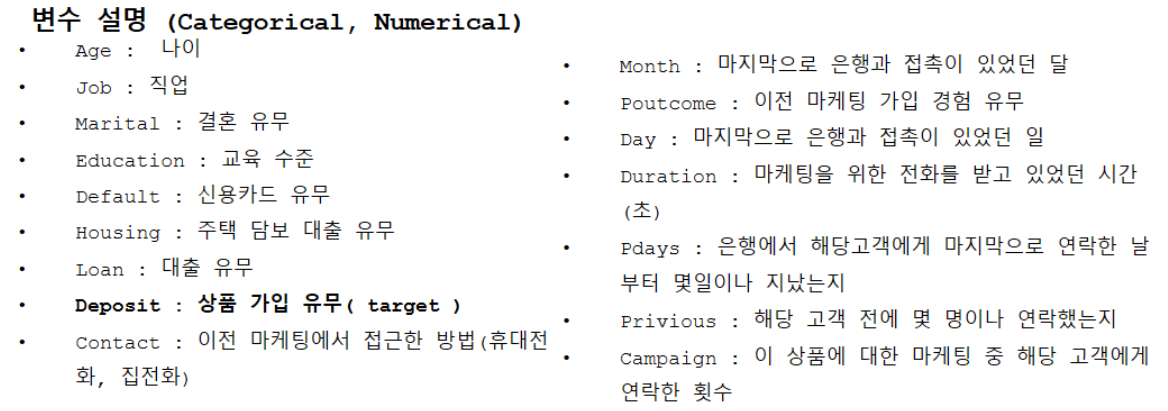 변수 설명 (Categorical, Numerical)
• Age : 나이
• Job : 직업
• Marital : 결혼 유무
• Education : 교육 수준
• Default : 신용카드 유무
• Housing : 주택 담보 대출 유무
• Loan : 대출 유무
• Deposit : 상품 가입 유무( target )
• Contact : 이전 마케팅에서 접근한 방법(휴대전
화, 집전화)
• Month : 마지막으로 은행과 접촉이 있었던 달
• Poutcome : 이전 마케팅 가입 경험 유무
• Day : 마지막으로 은행과 접촉이 있었던 일
• Duration : 마케팅을 위한 전화를 받고 있었던 시간
(초)
• Pdays : 은행에서 해당고객에게 마지막으로 연락한 날
부터 몇일이나 지났는지
• Privious : 해당 고객 전에 몇 명이나 연락했는지
• Campaign : 이 상품에 대한 마케팅 중 해당 고객에게
연락한 횟수